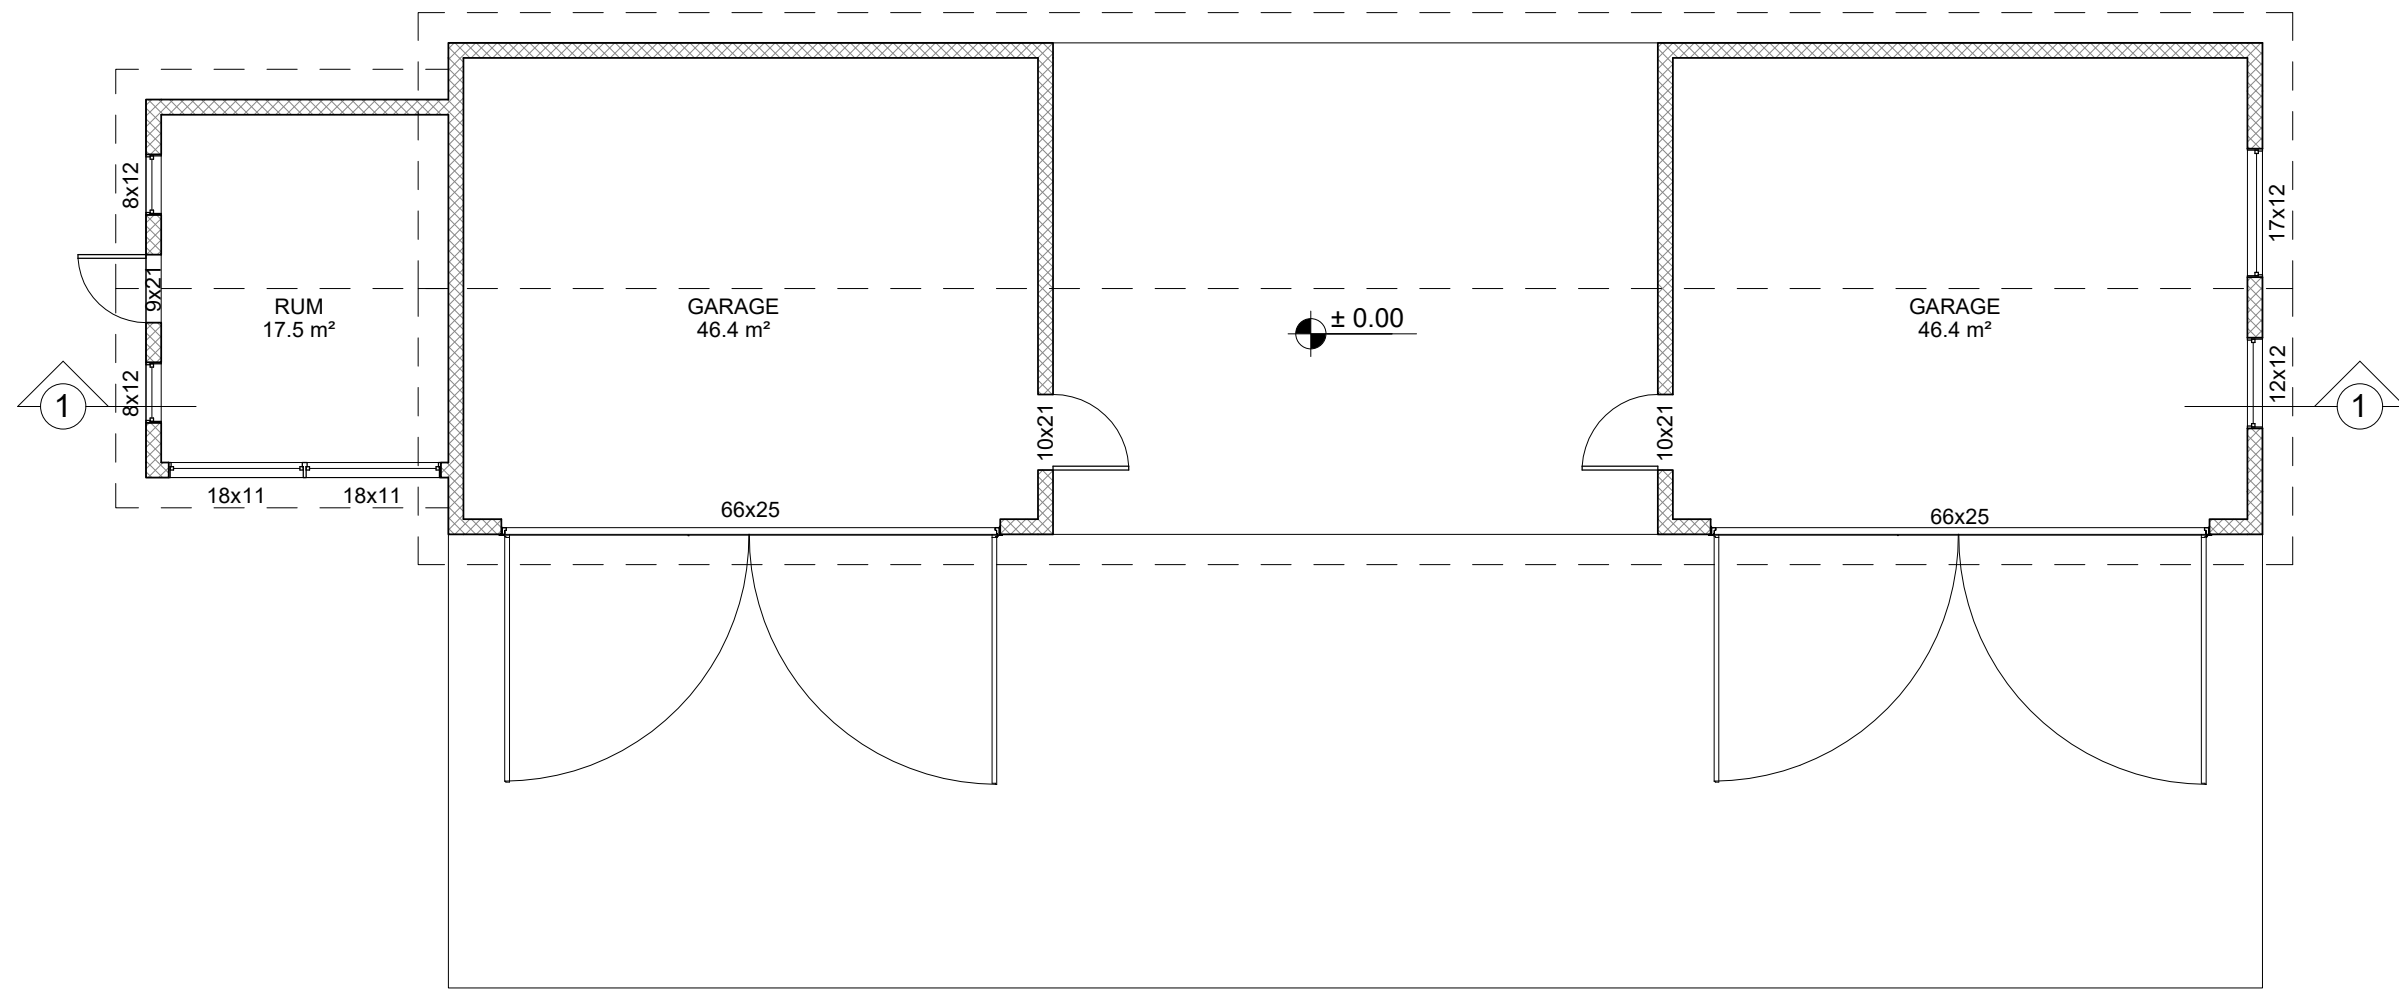 8x12
9x21
8x12
RUM
17.5 m²
18x11
18x11
1
GARAGE
46.4 m²
66x25
10x21
± 0.00
10x21
GARAGE
46.4 m²
66x25
17x12
12x12
1